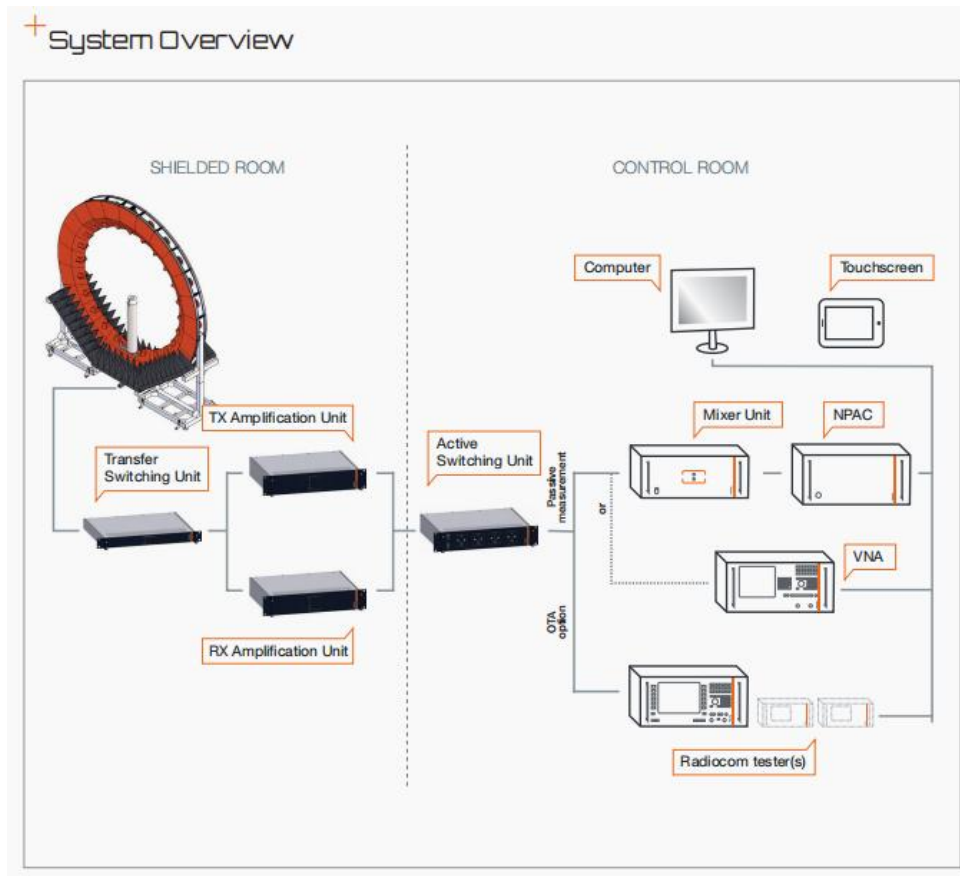 System Overview
SHIELDED ROOM
CONTROL ROOM
Computer
Touchscreen
TX Amplification Unit
Mixer Unit
NPAC
Transfer
Switching Unit
Active
Switching Unit
Passive
measurement
or
VNA
OTA
option
RX Amplification Unit
Radiocom tester(s)